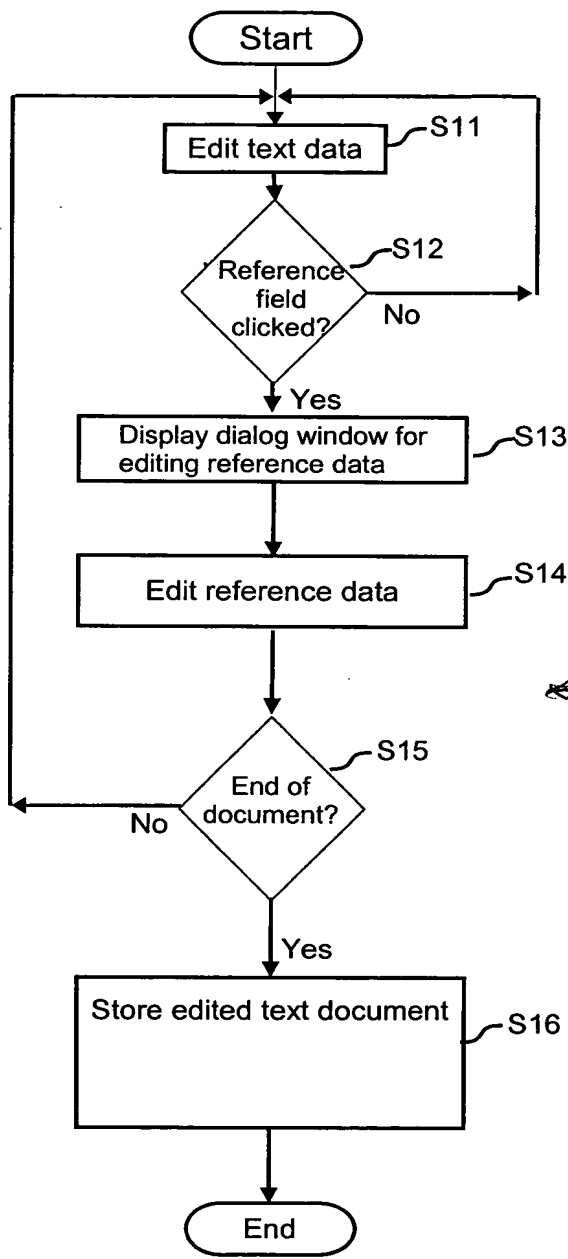 Start
S11
Edit text data
S12
Reference
field
clicked?
No
Yes
Display dialog window for
editing reference data
S13
Edit reference data
S14
S15
End of
document?
No
Yes
Store edited text document
S16
End